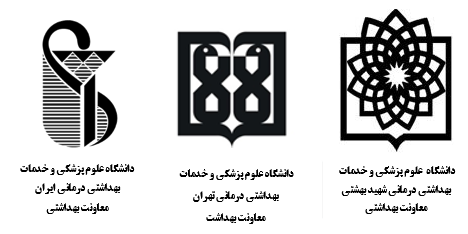 دانشگاه علوم پزشکی و خدمات
بهداشتی درمانی شهید بهشتی
معاونت بهداشتی
دانشگاه علوم پزشکی و خدمات
بهداشتی درمانی تهران
معاونت بهداشت
دانشگاه علوم پزشکی و خدمات
بهداشتی درمانی ایران
معاونت بهداشتی